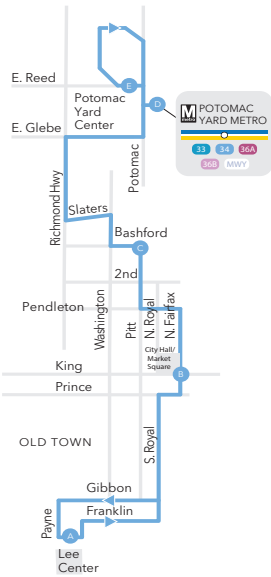 E. Reed
E
Potomac
Yard
Center
D
M
metro
POTOMAC
YARD METRO
33 34 36A
36B MWY
E. Glebe
Potomac
Richmond Hwy
Slaters
Bashford
C
2nd
Washington
Pitt
N. Royal
N. Fairfax
Pendleton
City Hall/
Market
Square
King
B
Prince
OLD TOWN
S. Royal
Gibbon
Franklin
Payne
A
Lee
Center